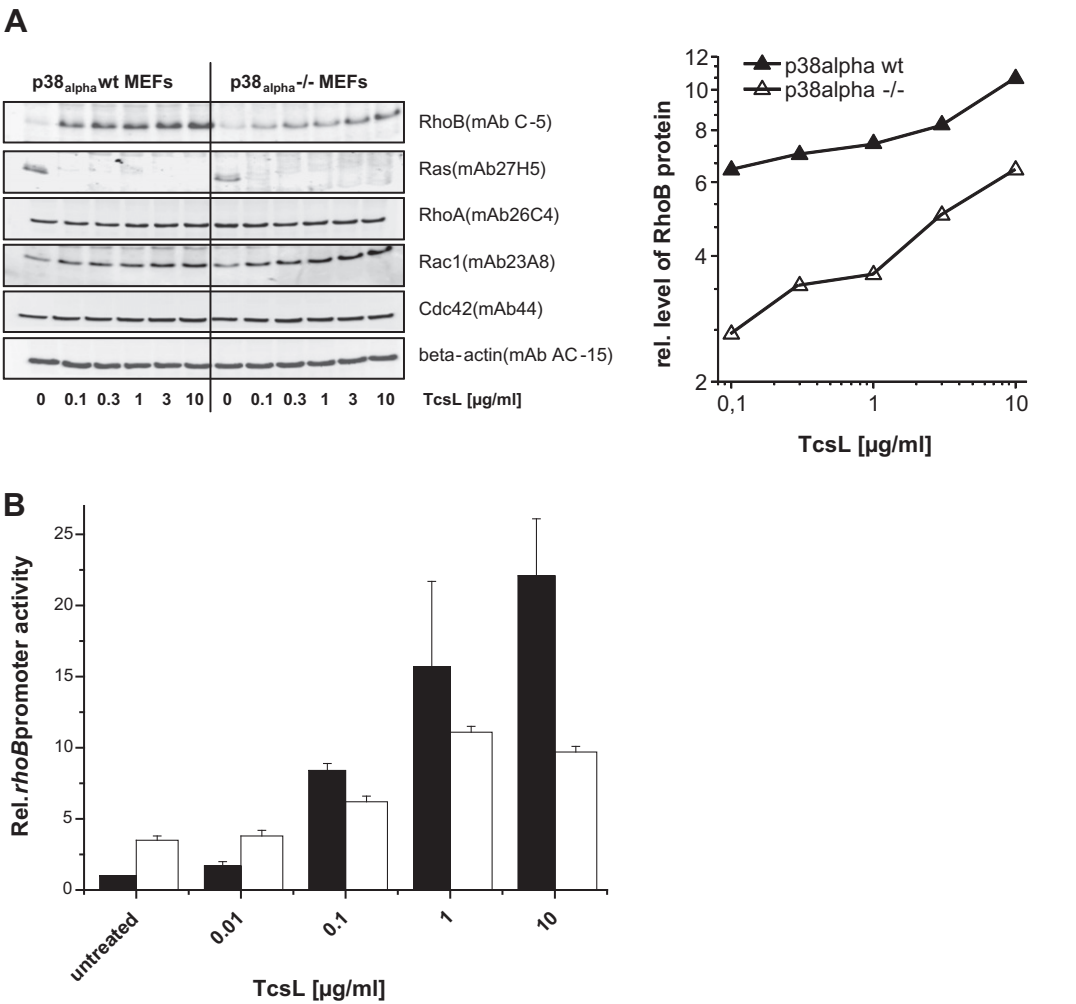 A
p38alpha wt MEFs
p38alpha-/- MEFs
RhoB(mAb C-5)
Ras(mAb27H5)
RhoA(mAb26C4)
Rac1(mAb23A8)
Cdc42(mAb44)
beta-actin(mAb AC-15)
0 0.1 0.3 1 3 10 0 0.1 0.3 1 3 10 TcsL [µg/ml]
p38alpha wt
p38alpha -/-
rel. level of RhoB protein
12
10
8
6
4
2
0,1 1 10
TcsL [µg/ml]
B
Rel. rhoBpromoter activity
25
20
15
10
5
0
untreated 0.01 0.1 1 10
TcsL [µg/ml]